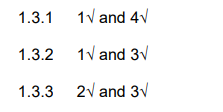 1.3.1 1√ and 4√
1.3.2 1√ and 3√
1.3.3 2√ and 3√